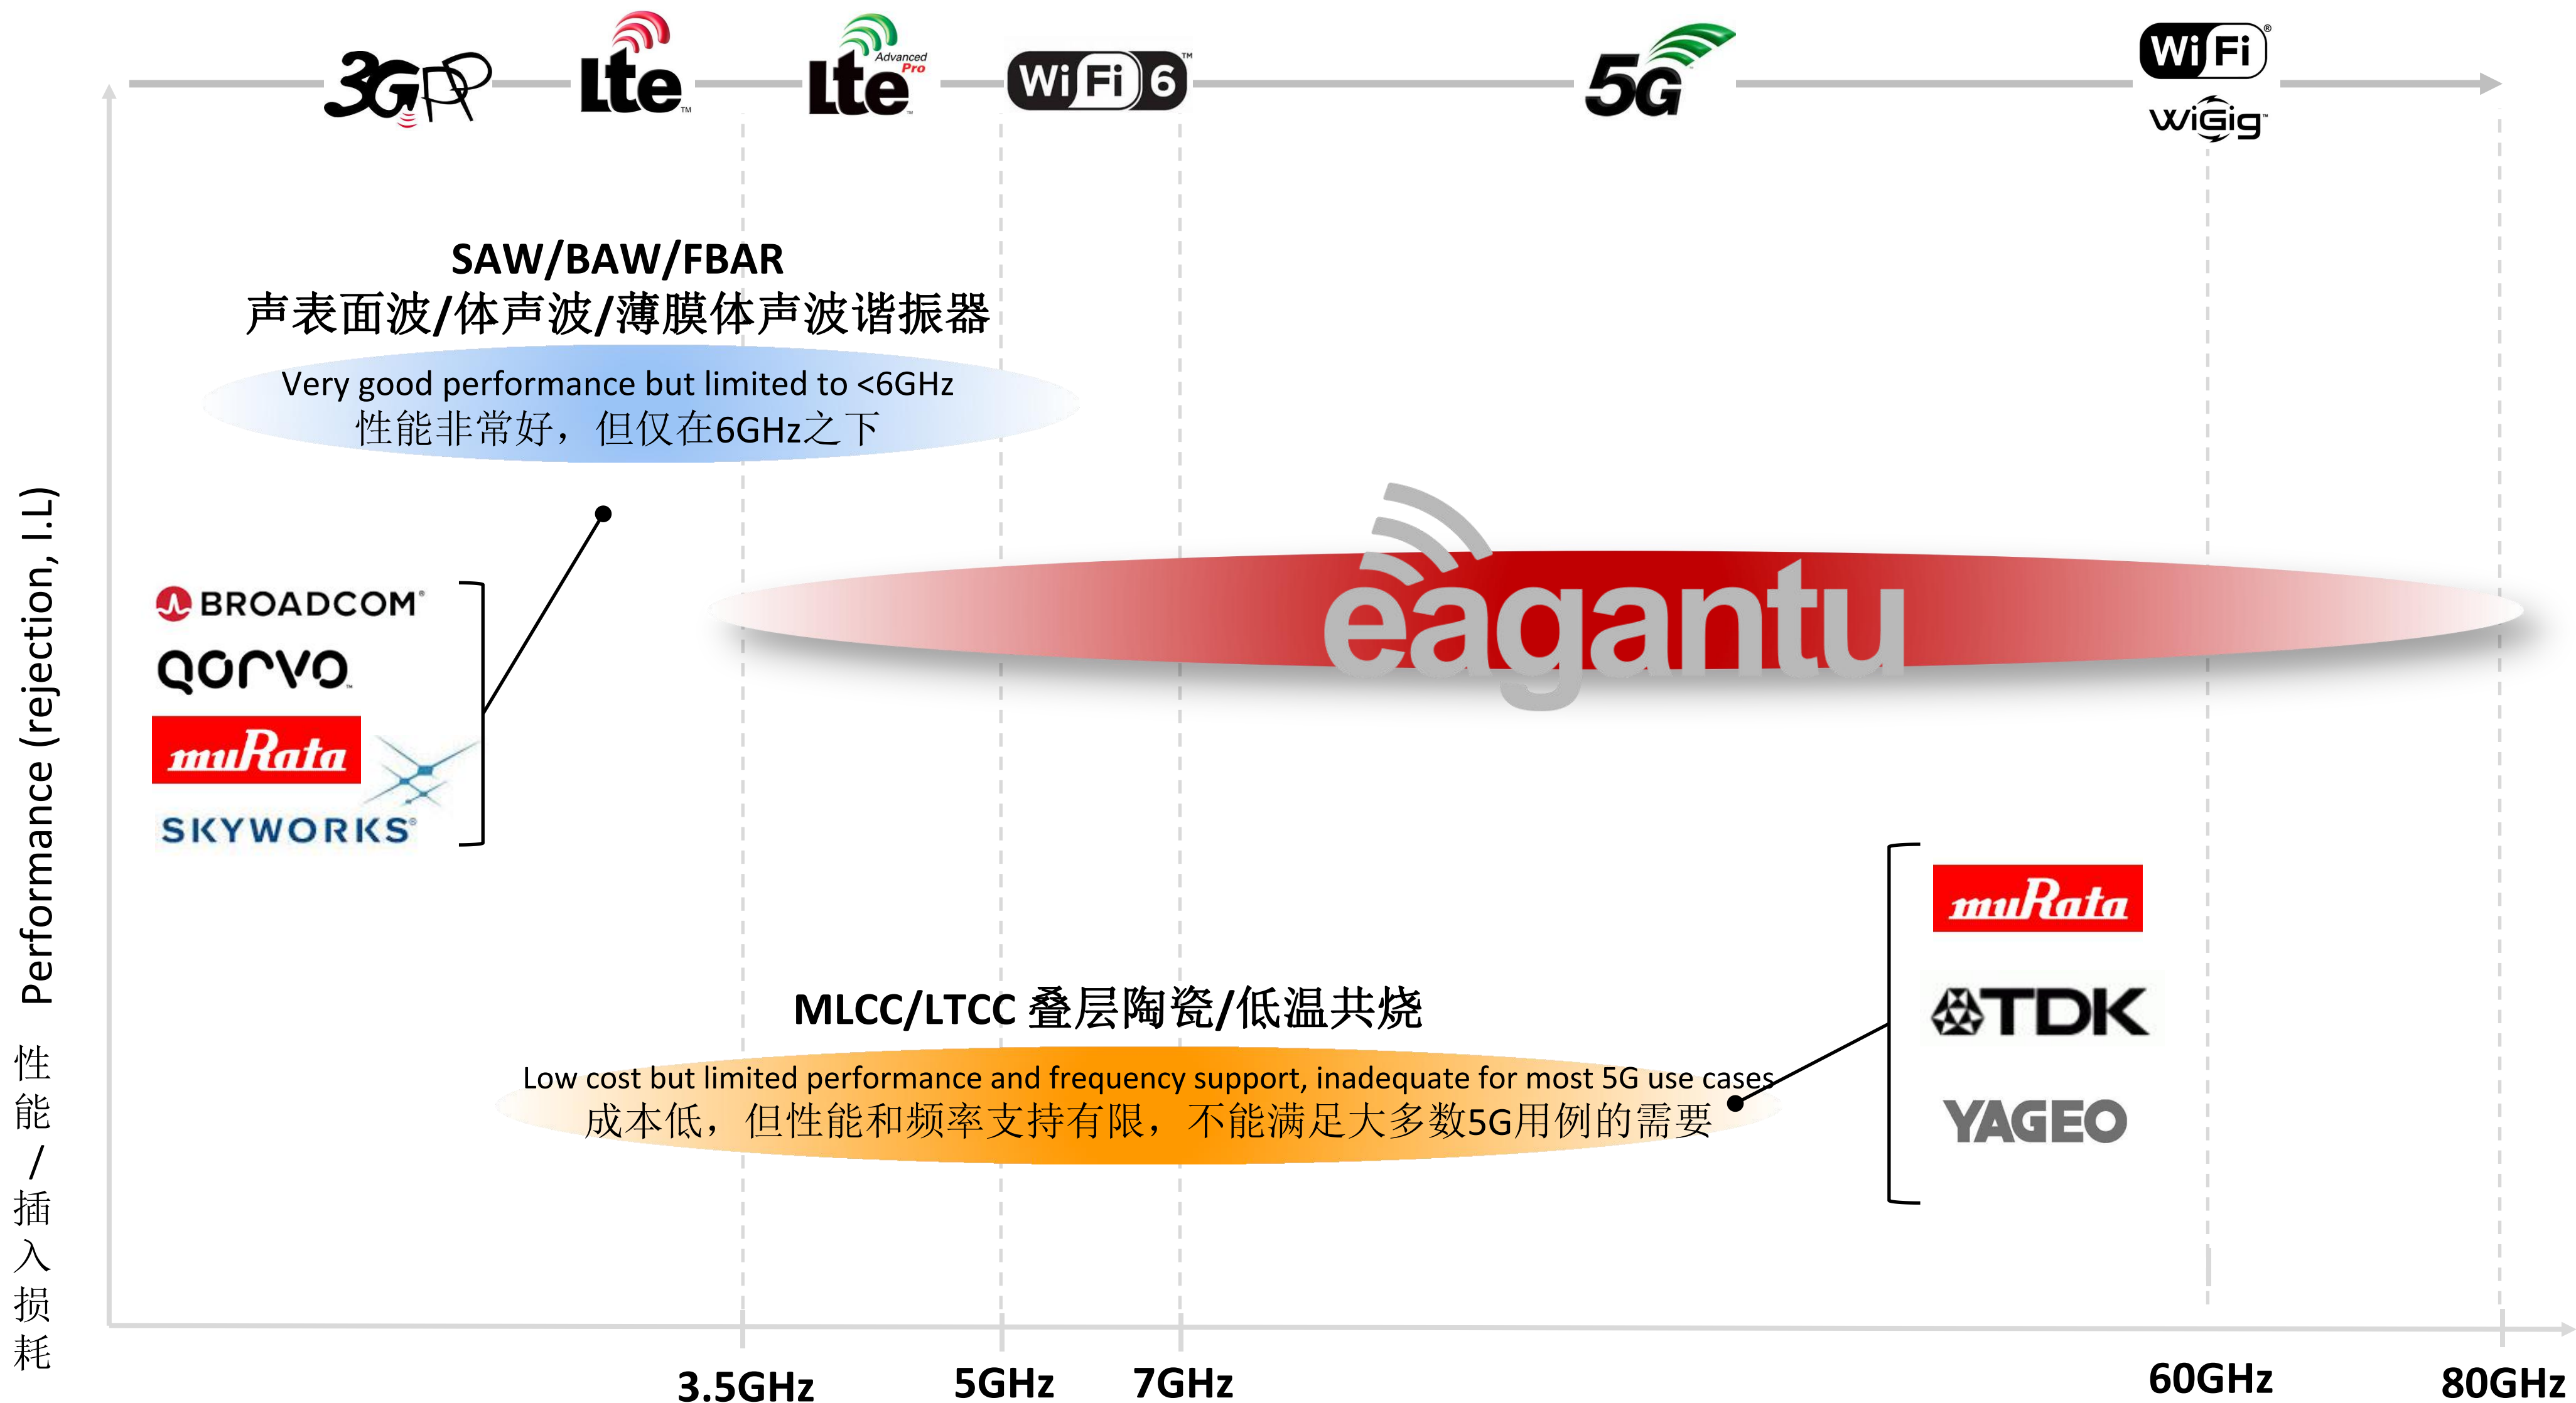 3GPP
Lte™
Lte™ Advanced Pro
WiFi 6™
5G
WiFi®
WiGig™
SAW/BAW/FBAR
声表面波/体声波/薄膜体声波谐振器
Very good performance but limited to <6GHz
性能非常好，但仅在6GHz之下
eagantu
BROADCOM®
QORVO™
muRata
SKYWORKS®
muRata
TDK
YAGEO
MLCC/LTCC 叠层陶瓷/低温共烧
Low cost but limited performance and frequency support, inadequate for most 5G use cases
成本低，但性能和频率支持有限，不能满足大多数5G用例的需要
性能/插入损耗 Performance (rejection, I.L)
3.5GHz
5GHz
7GHz
60GHz
80GHz